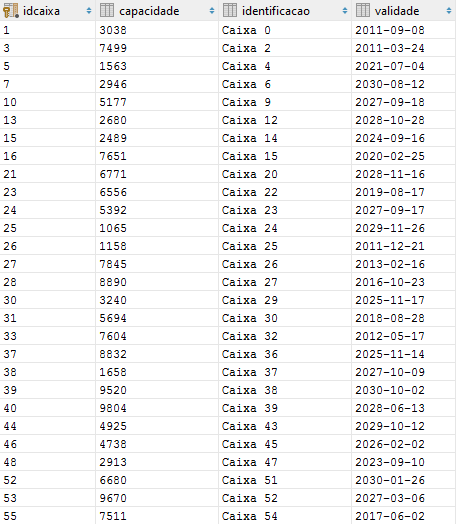 idcaixa capacidade identificacao validade
1 3038 Caixa 0 2011-09-08
3 7499 Caixa 2 2011-03-24
5 1563 Caixa 4 2021-07-04
7 2946 Caixa 6 2030-08-12
10 5177 Caixa 9 2027-09-18
13 2680 Caixa 12 2028-10-28
15 2489 Caixa 14 2024-09-16
16 7651 Caixa 15 2020-02-25
21 6771 Caixa 20 2028-11-16
23 6556 Caixa 22 2019-08-17
24 5392 Caixa 23 2027-09-17
25 1065 Caixa 24 2029-11-26
26 1158 Caixa 25 2011-12-21
27 7845 Caixa 26 2013-02-16
28 8890 Caixa 27 2016-10-23
30 3240 Caixa 29 2025-11-17
31 5694 Caixa 30 2018-08-28
33 7604 Caixa 32 2012-05-17
37 8832 Caixa 36 2025-11-14
38 1658 Caixa 37 2027-10-09
39 9520 Caixa 38 2030-10-02
40 9804 Caixa 39 2028-06-13
44 4925 Caixa 43 2029-10-12
46 4738 Caixa 45 2026-02-02
48 2913 Caixa 47 2023-09-10
52 6680 Caixa 51 2030-01-26
53 9670 Caixa 52 2027-03-06
55 7511 Caixa 54 2017-06-02